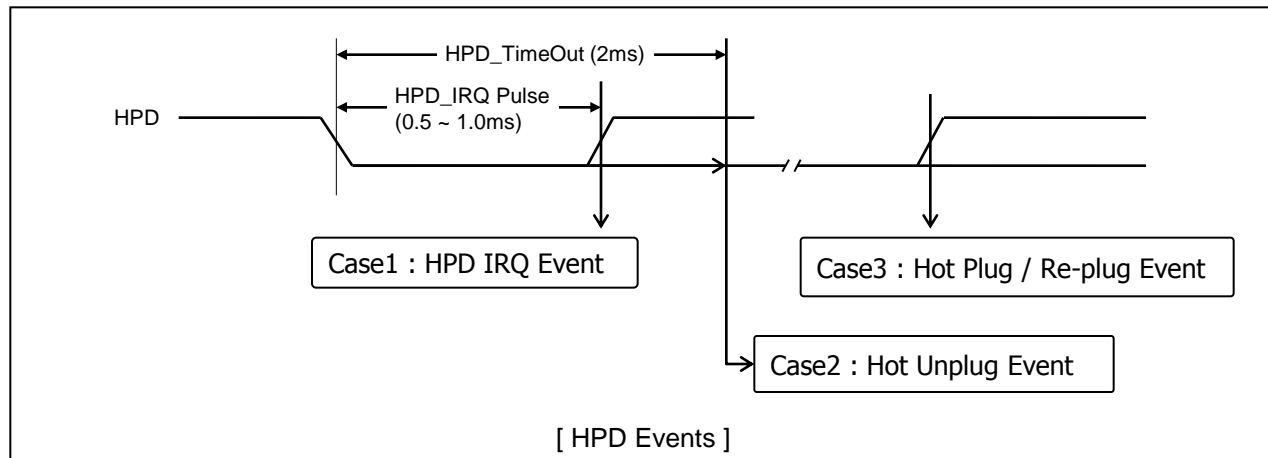 HPD_TimeOut (2ms)
HPD_IRQ Pulse
(0.5 ~ 1.0ms)
HPD
Case1 : HPD IRQ Event
Case3 : Hot Plug / Re-plug Event
Case2 : Hot Unplug Event
[ HPD Events ]